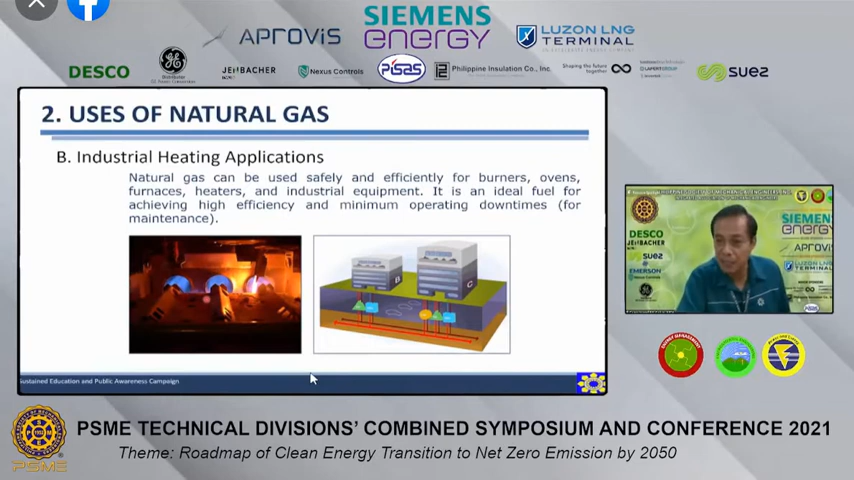 SIEMENS
energy
APROVIS
LUZON LNG
TERMINAL
DESCO
JENBACHER
Nexus Controls
PISAS
Philippine Insulation Co., Inc.
Shaping the future
together
suez
2. USES OF NATURAL GAS
B. Industrial Heating Applications
Natural gas can be used safely and efficiently for burners, ovens,
furnaces, heaters, and industrial equipment. It is an ideal fuel for
achieving high efficiency and minimum operating downtimes (for
maintenance).
B
C
Sustained Education and Public Awareness Campaign
SIEMENS
energy
APROVIS
LUZON LNG
TERMINAL
DESCO
JENBACHER
suez
EMERSON
PSME
PSME TECHNICAL DIVISIONS' COMBINED SYMPOSIUM AND CONFERENCE 2021
Theme: Roadmap of Clean Energy Transition to Net Zero Emission by 2050